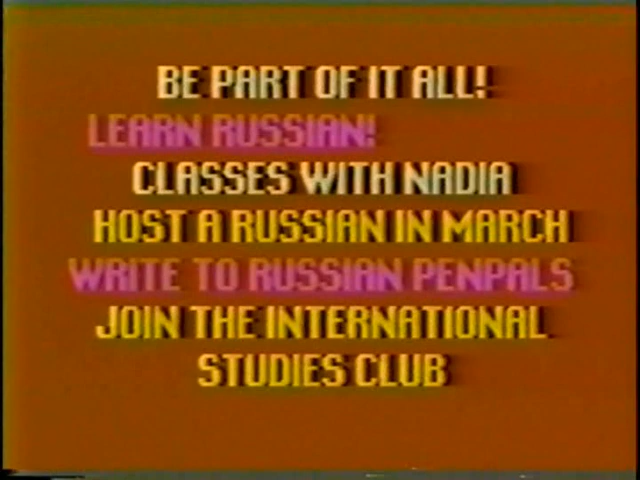 BE PART OF IT ALL!
LEARN RUSSIAN!
CLASSES WITH NADIA
HOST A RUSSIAN IN MARCH
WRITE TO RUSSIAN PENPALS
JOIN THE INTERNATIONAL
STUDIES CLUB